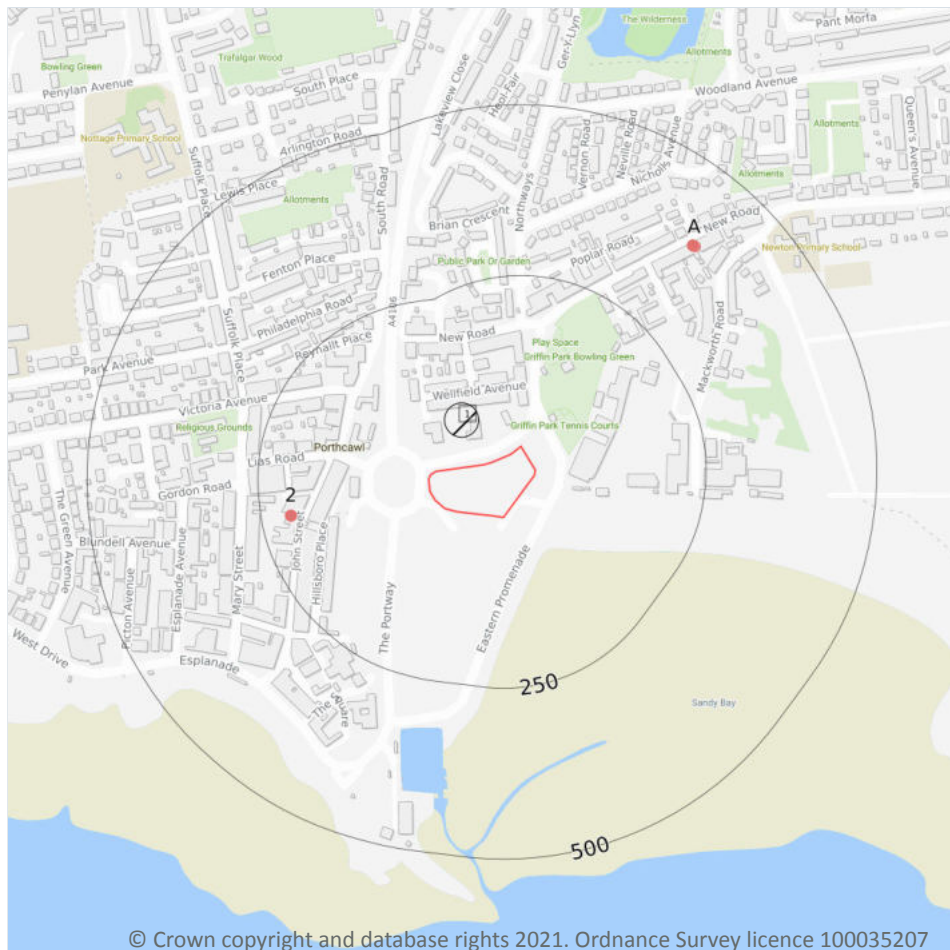 The Wilderness
Pant Morfa
Bowling Green
Trafalgar Wood
Allotments
Perrylan Avenue
South Place
Lakeview Close
Heol Fair
Ger-Y-Llyn
Woodland Avenue
Nottage Primary School
Arlington Road
Vernon Road
Neville Road
Nicholls Avenue
Allotments
Queen's Avenue
Suffolk Place
Lewis Place
South Road
Allotments
Allotments
Northways
Brian Crescent
A
New Road
Poplar Road
Newton Primary School
Fenton Place
Public Park Or Garden
A4106
Philadelphia Road
Reynallt Place
New Road
Mackworth Road
Suffolk Place
Park Avenue
Play Space
Griffin Park Bowling Green
Wellfield Avenue
Victoria Avenue
1
Religious Grounds
Griffin Park Tennis Courts
Porthcawl
Lias Road
Gordon Road
2
The Green Avenue
Blundell Avenue
Picton Avenue
Esplanade Avenue
Mary Street
John Street
Hillsboro Place
The Portway
Eastern Promenade
West Drive
Esplanade
The Square
250
Sandy Bay
500
© Crown copyright and database rights 2021. Ordnance Survey licence 100035207